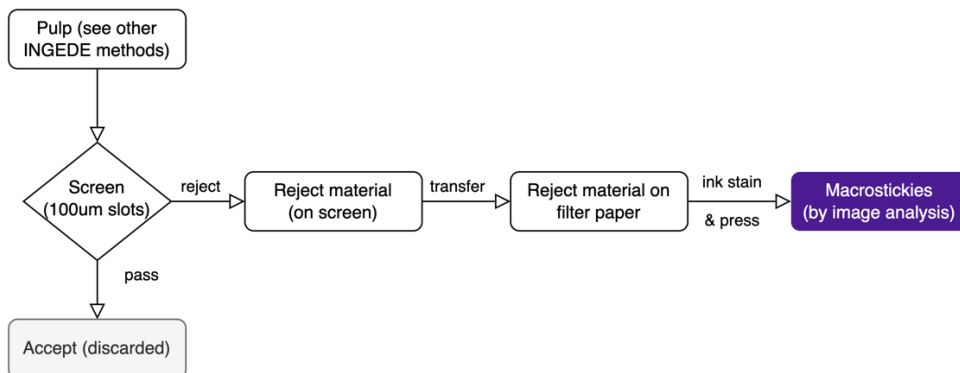 Pulp (see other
INGEDE methods)
Screen
(100um slots)
reject
Reject material
(on screen)
transfer
Reject material on
filter paper
ink stain
& press
Macrostickies
(by image analysis)
pass
Accept (discarded)